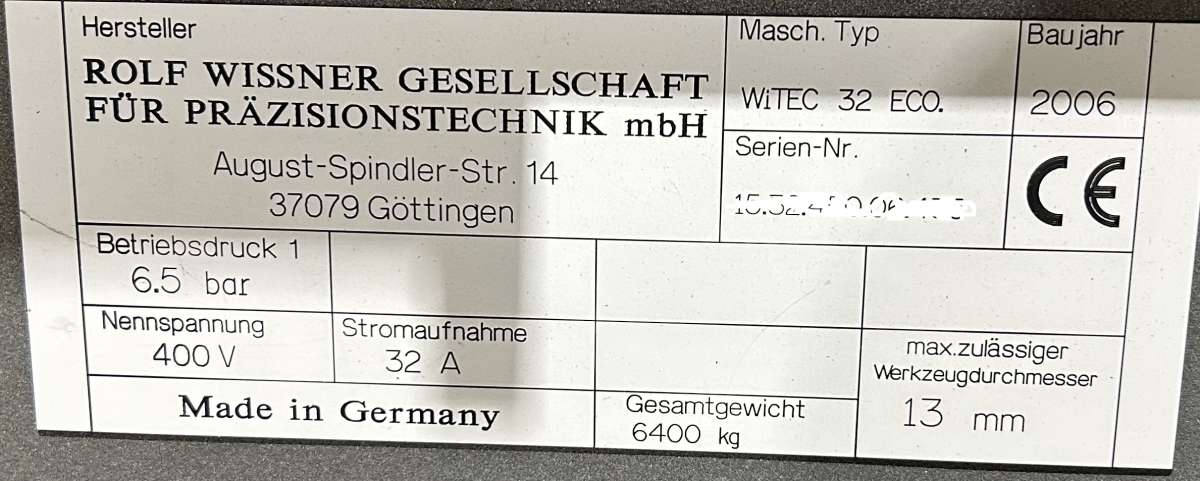 Hersteller
ROLF WISSNER GESELLSCHAFT
FÜR PRÄZISIONSTECHNIK mbH
August-Spindler-Str. 14
37079 Göttingen
Masch. Typ
WiTEC 32 ECO.
Baujahr
2006
Serien-Nr.
CE
Betriebsdruck 1
6.5 bar
Nennspannung
400 V
Stromaufnahme
32 A
max.zulässiger
Werkzeugdurchmesser
13 mm
Made in Germany
Gesamtgewicht
6400 kg